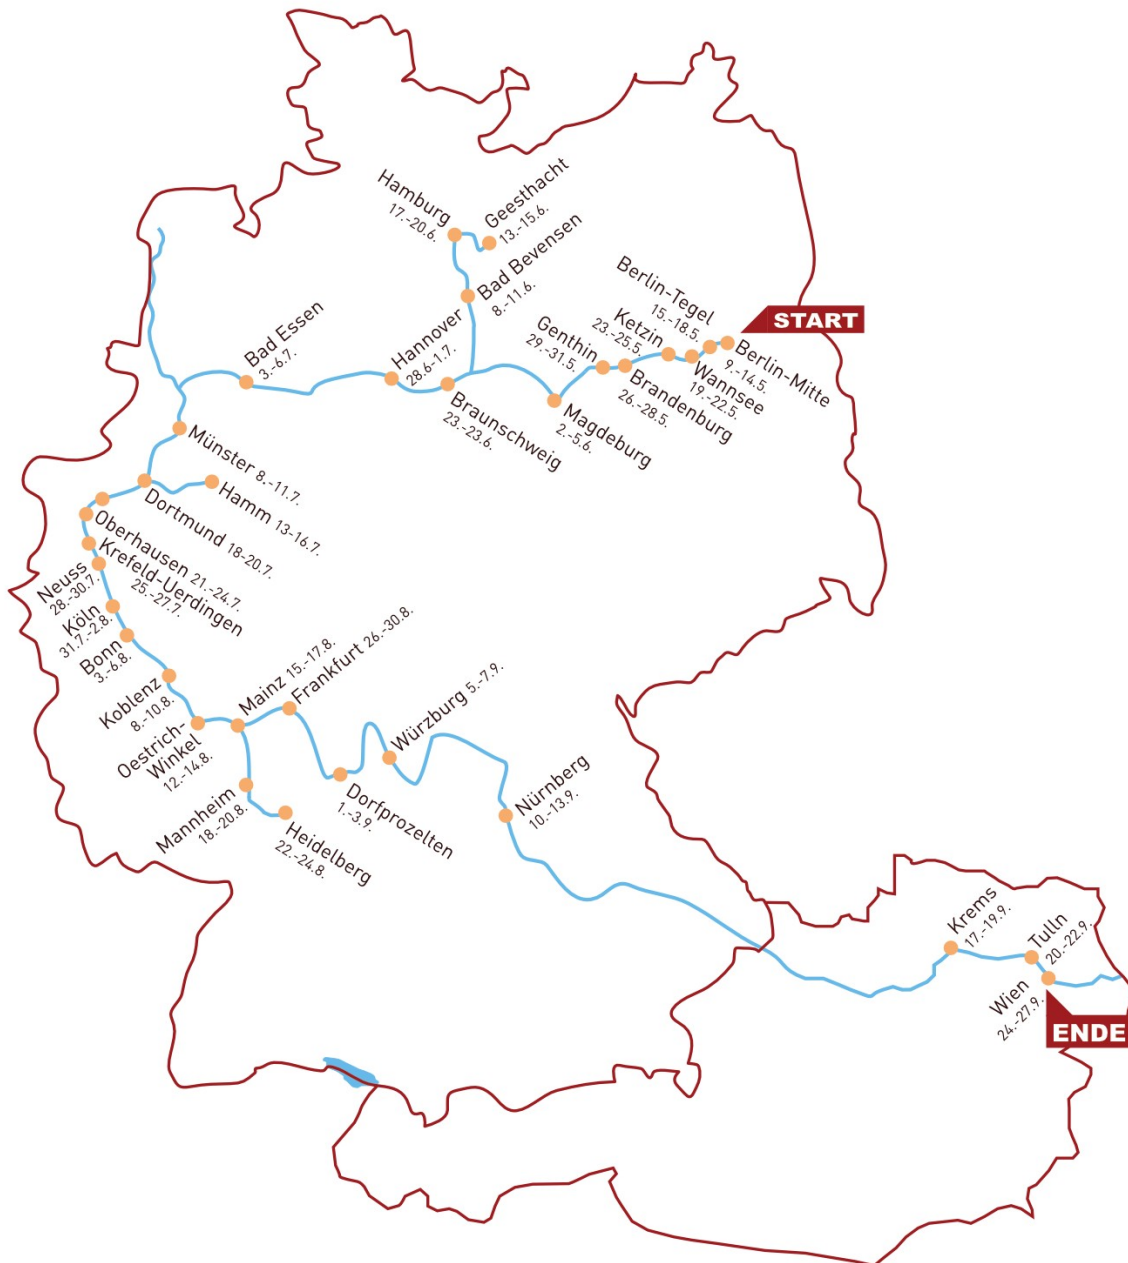 Hamburg
17.-20.6.
Geesthacht
13.-15.6.
Bad Bevensen
8.-11.6.
Berlin-Tegel
15.-18.5.
START
Ketzin
23.-25.5.
Genthin
29.-31.5.
Berlin-Mitte
9.-14.5.
Wannsee
19.-22.5.
Brandenburg
26.-28.5.
Magdeburg
2.-5.6.
Hannover
28.6-1.7.
Braunschweig
23.-23.6.
Bad Essen
3.-6.7.
Münster 8.-11.7.
Hamm 13-16.7.
Dortmund 18-20.7.
Oberhausen 21.-24.7.
Krefeld-Uerdingen
25.-27.7.
Neuss
28.-30.7.
Köln
31.7.-2.8.
Bonn
3.-6.8.
Koblenz
8.-10.8.
Oestrich-
Winkel
12.-14.8.
Mainz 15.-17.8.
Frankfurt 26.-30.8.
Mannheim
18.-20.8.
Heidelberg
22.-24.8.
Dorfprozelten
1.-3.9.
Würzburg 5.-7.9.
Nürnberg
10.-13.9.
Krems
17.-19.9.
Tulln
20.-22.9.
Wien
24.-27.9.
ENDE